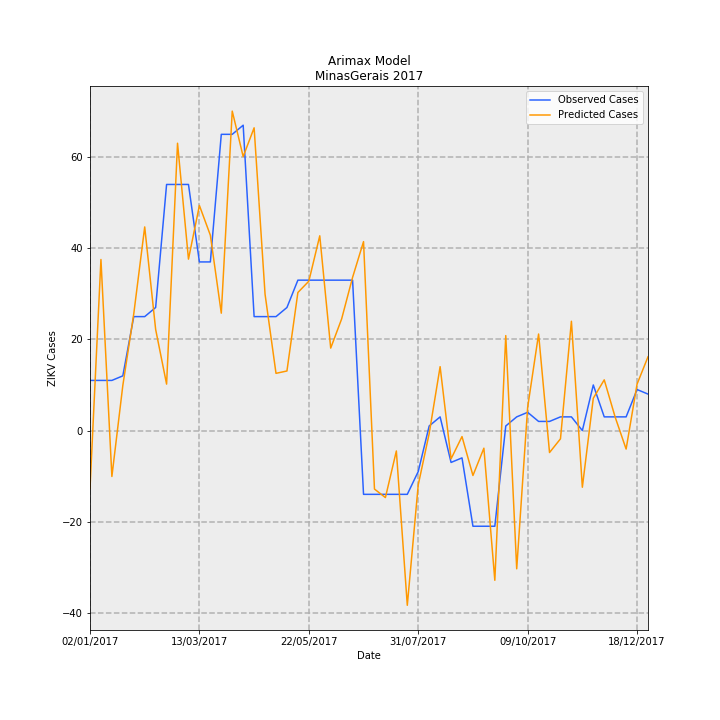 Arimax Model
MinasGerais 2017
Observed Cases
Predicted Cases
ZIKV Cases
60
40
20
0
−20
−40
02/01/2017
13/03/2017
22/05/2017
31/07/2017
09/10/2017
18/12/2017
Date